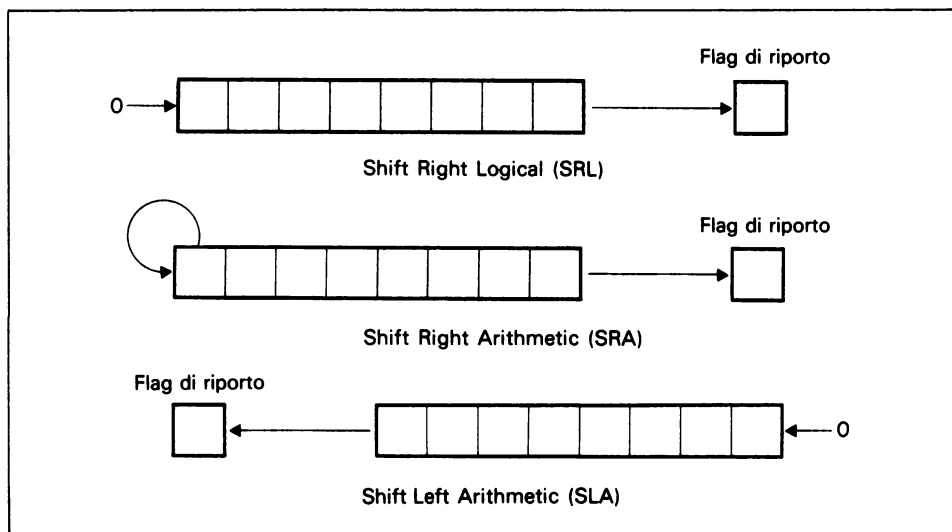 Flag di riporto
0
Shift Right Logical (SRL)
Flag di riporto
Shift Right Arithmetic (SRA)
Flag di riporto
0
Shift Left Arithmetic (SLA)